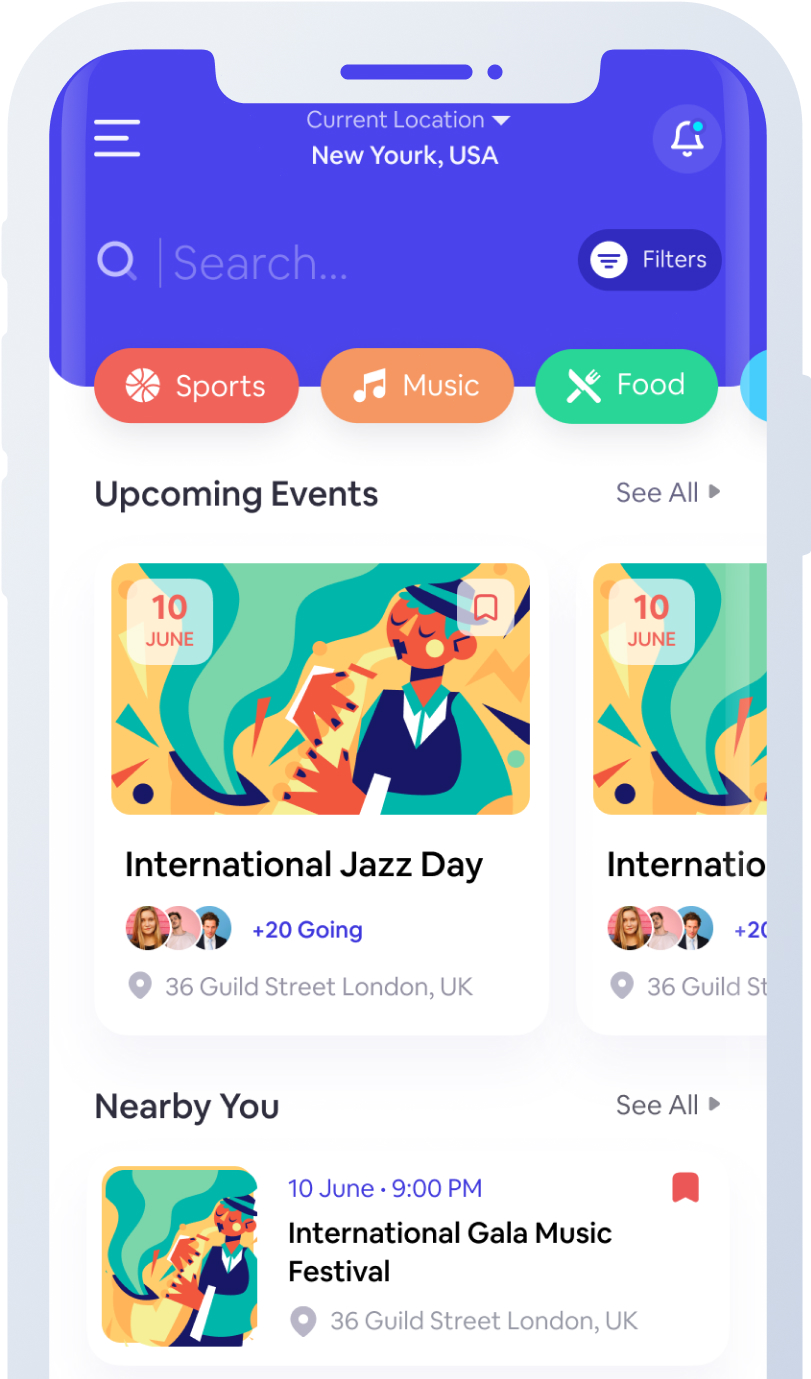 Current Location
New Yourk, USA
Search...
Filters
Sports
Music
Food
Upcoming Events
See All
10
JUNE
10
JUNE
International Jazz Day
Internatio
+20 Going
+20
36 Guild Street London, UK
36 Guild St
Nearby You
See All
10 June • 9:00 PM
International Gala Music
Festival
36 Guild Street London, UK